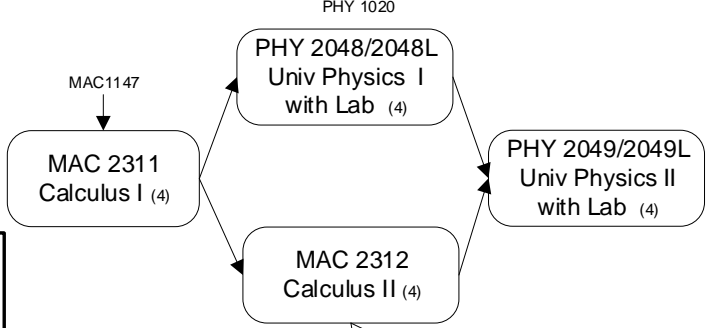 PHY 1020
PHY 2048/2048L
Univ Physics I
with Lab (4)
MAC1147
MAC 2311
Calculus I (4)
PHY 2049/2049L
Univ Physics II
with Lab (4)
MAC 2312
Calculus II (4)